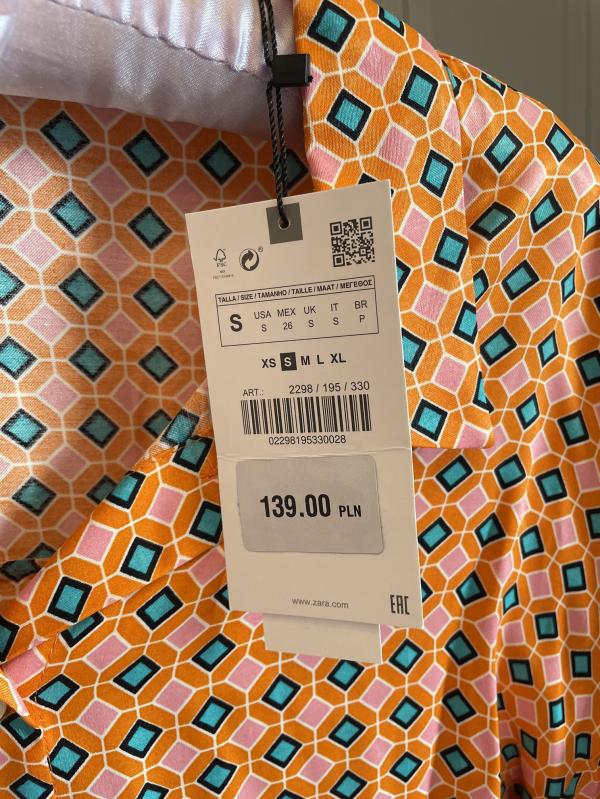 FSC
TALLA / SIZE / TAMANHO / TAILLE / MAAT / ΜΕΓΕΘΟΣ
S USA MEX UK IT BR
S 26 S S P
XS S M L XL
ART.: 2298 / 195 / 330
02298195330028
139.00 PLN
www.zara.com EAC